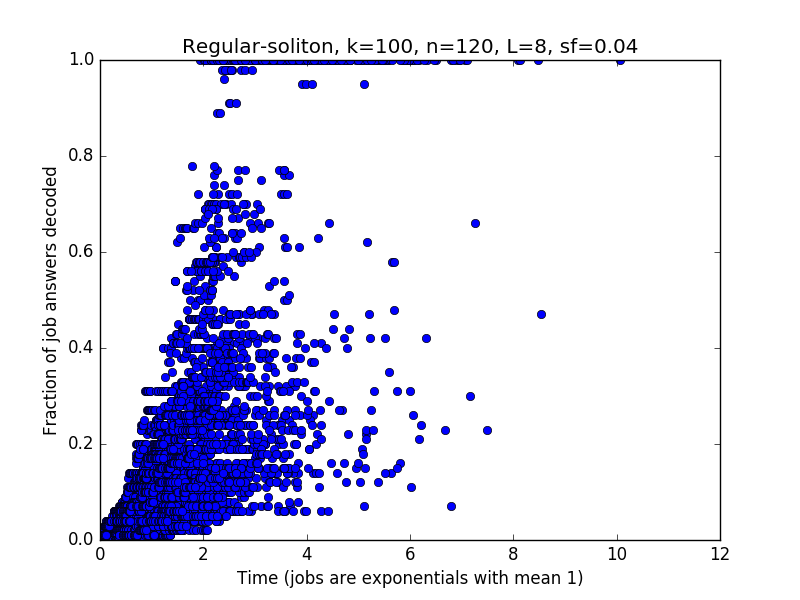 Regular-soliton, k=100, n=120, L=8, sf=0.04
1.0
0.8
0.6
0.4
0.2
0.0
Fraction of job answers decoded
0 2 4 6 8 10 12
Time (jobs are exponentials with mean 1)